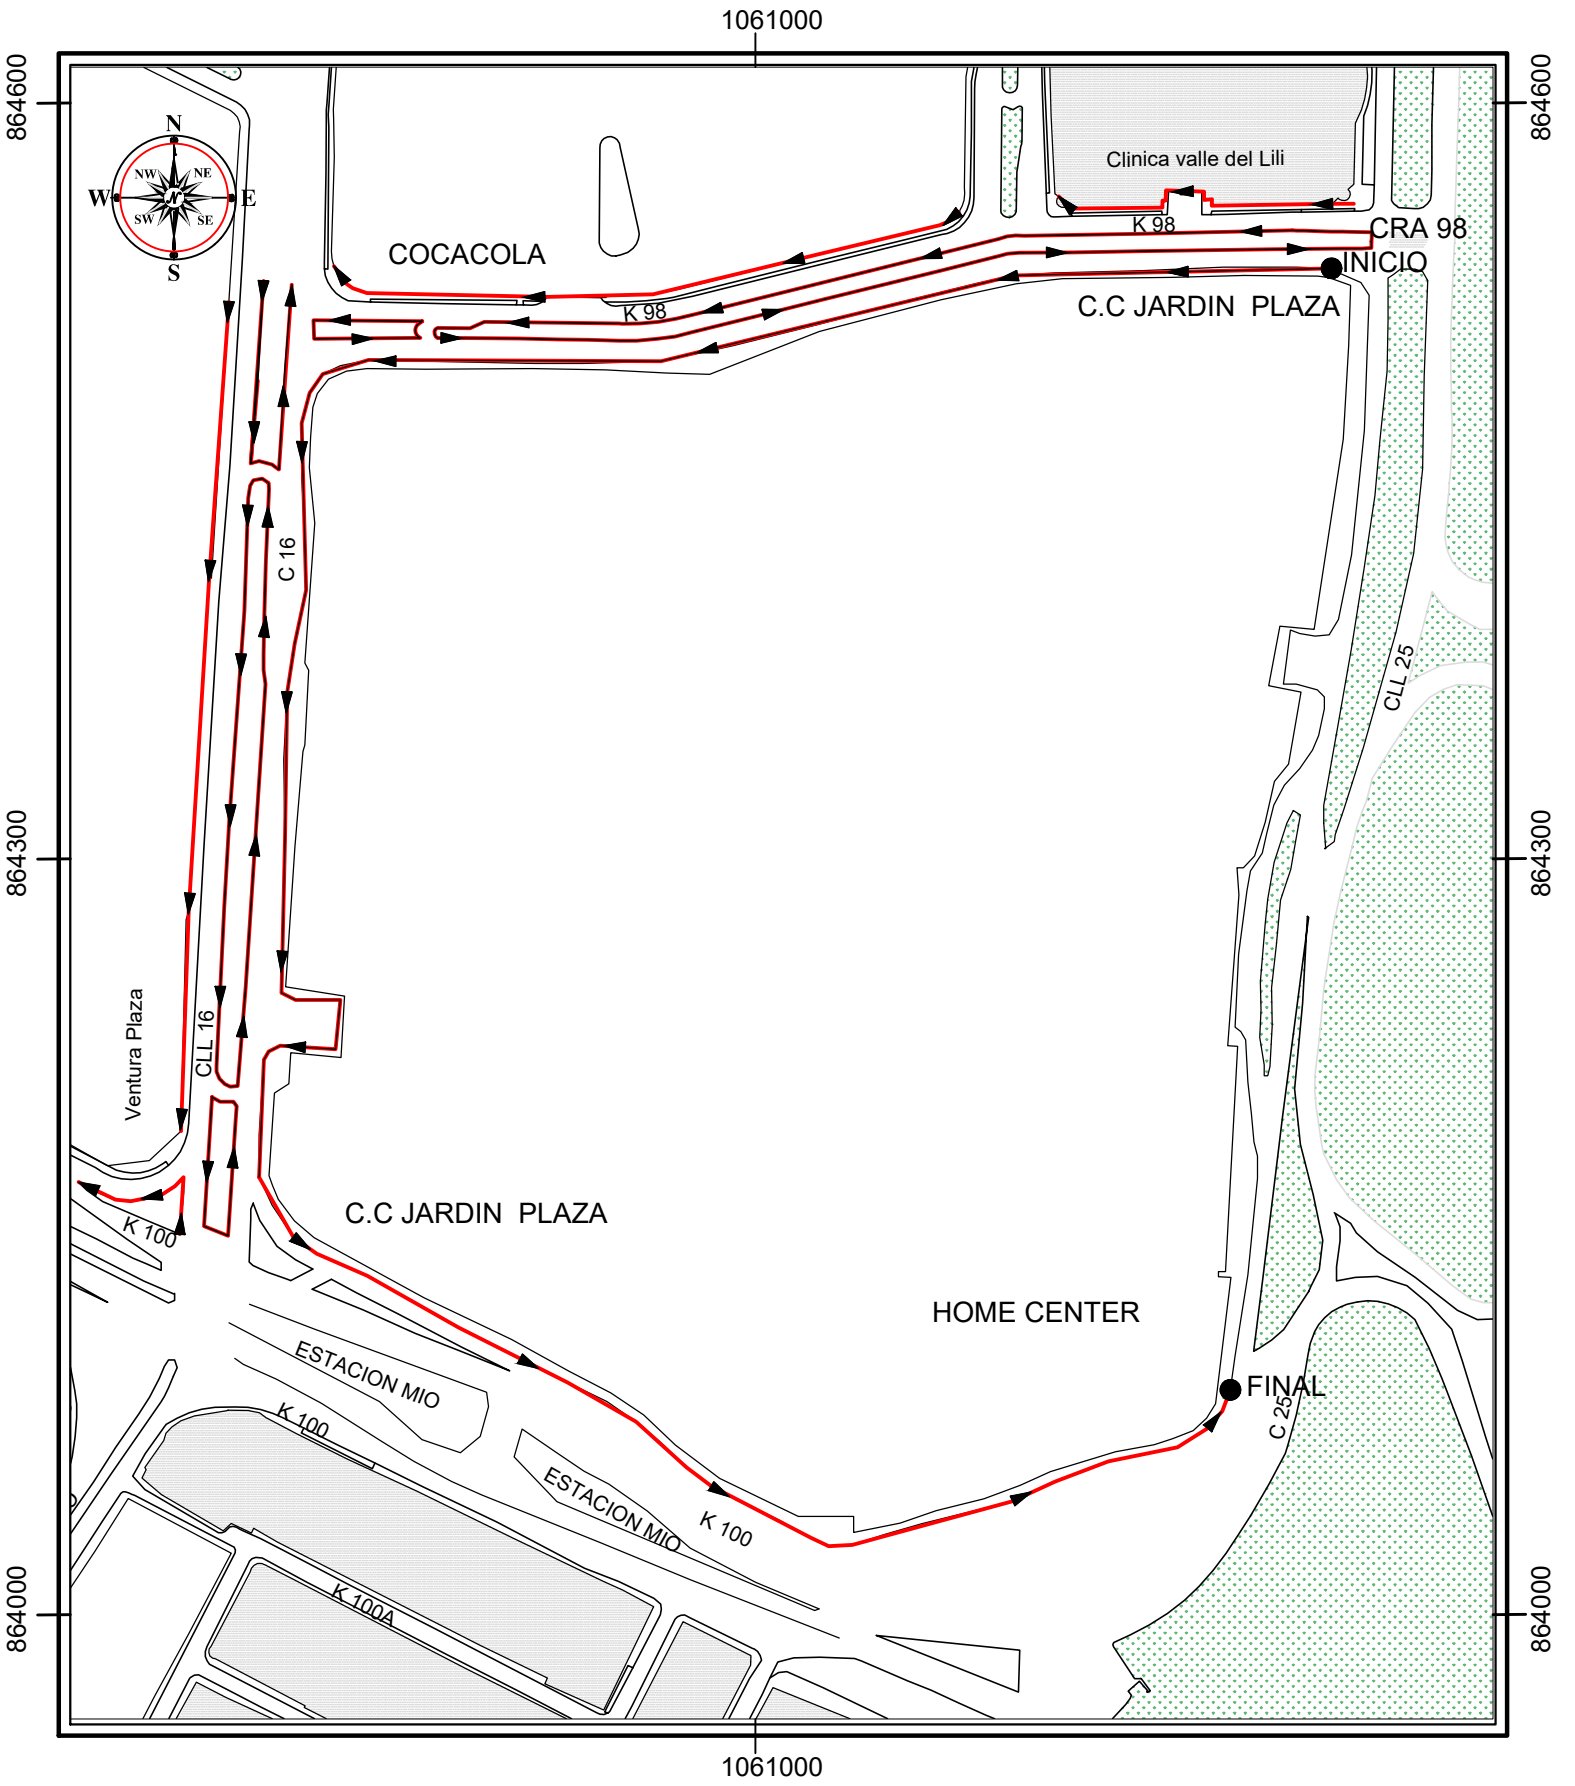 1061000
864600
864600
N
NW
NE
W
N
E
SW
SE
S
Clinica valle del Lili
K 98
CRA 98
COCACOLA
INICIO
K 98
C.C JARDIN  PLAZA
C 16
CLL 25
864300
864300
Ventura Plaza
CLL 16
C.C JARDIN  PLAZA
K 100
HOME CENTER
ESTACION MIO
FINAL
C 25
K 100
ESTACION MIO
K 100
K 100A
864000
864000
1061000